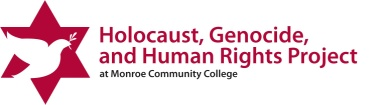 Holocaust, Genocide,
and Human Rights Project
at Monroe Community College